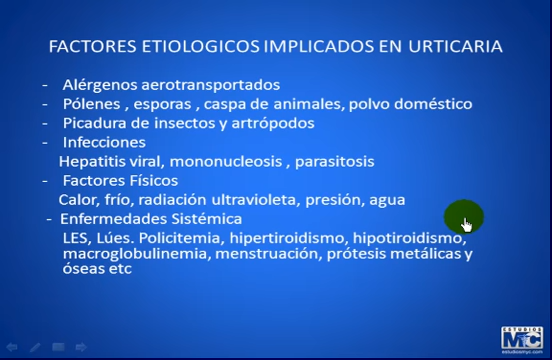 FACTORES ETIOLOGICOS IMPLICADOS EN URTICARIA
- Alérgenos aerotransportados
- Pólenes , esporas , caspa de animales, polvo doméstico
- Picadura de insectos y artrópodos
- Infecciones
Hepatitis viral, mononucleosis , parasitosis
- Factores Físicos
Calor, frío, radiación ultravioleta, presión, agua
- Enfermedades Sistémica
LES, Lúes. Policitemia, hipertiroidismo, hipotiroidismo,
macroglobulinemia, menstruación, prótesis metálicas y
óseas etc
ESTUDIOS
MyC
estudiosmyc.com